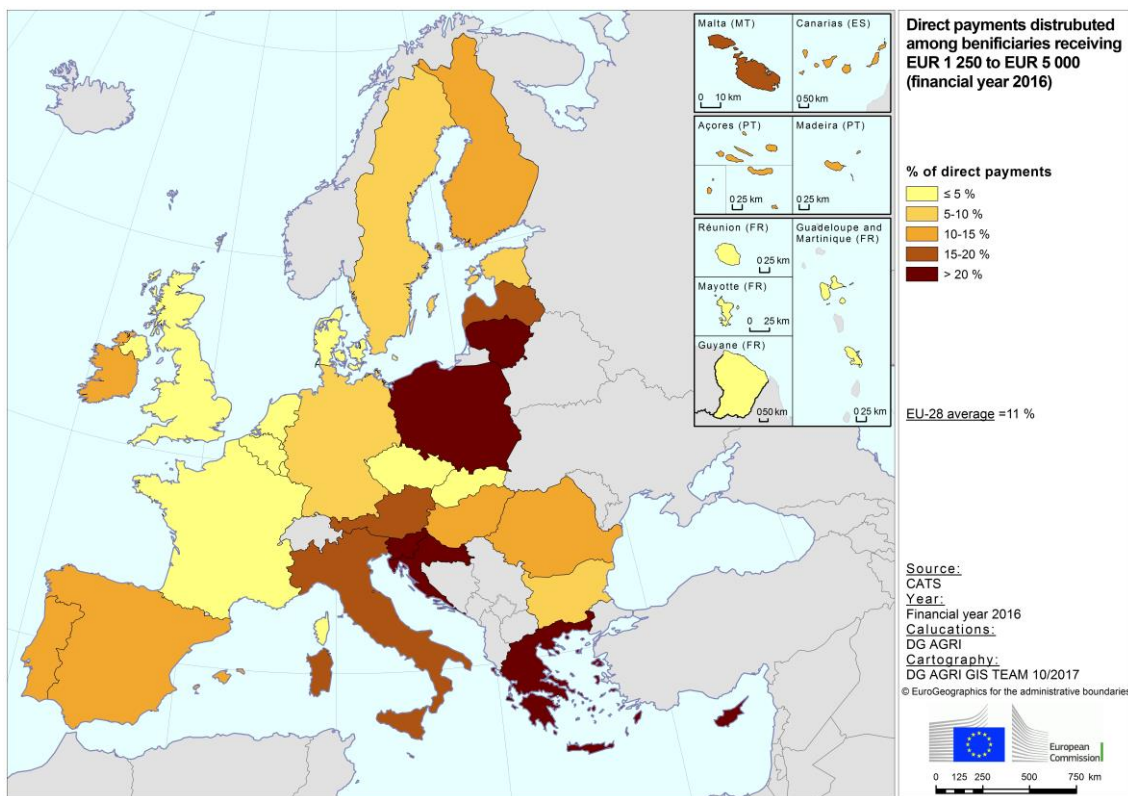 Direct payments distrubuted
among benificiaries receiving
EUR 1 250 to EUR 5 000
(financial year 2016)
Malta (MT)
0 10 km
Canarias (ES)
0 50 km
Açores (PT)
0 25 km
Madeira (PT)
0 25 km
Réunion (FR)
0 25 km
Guadeloupe and
Martinique (FR)
0 25 km
Mayotte (FR)
0 25 km
Guyane (FR)
0 50 km
% of direct payments
≤ 5 %
5-10 %
10-15 %
15-20 %
> 20 %
EU-28 average =11 %
Source:
CATS
Year:
Financial year 2016
Calucations:
DG AGRI
Cartography:
DG AGRI GIS TEAM 10/2017
© EuroGeographics for the administrative boundaries
European
Commission
0 125 250 500 750 km